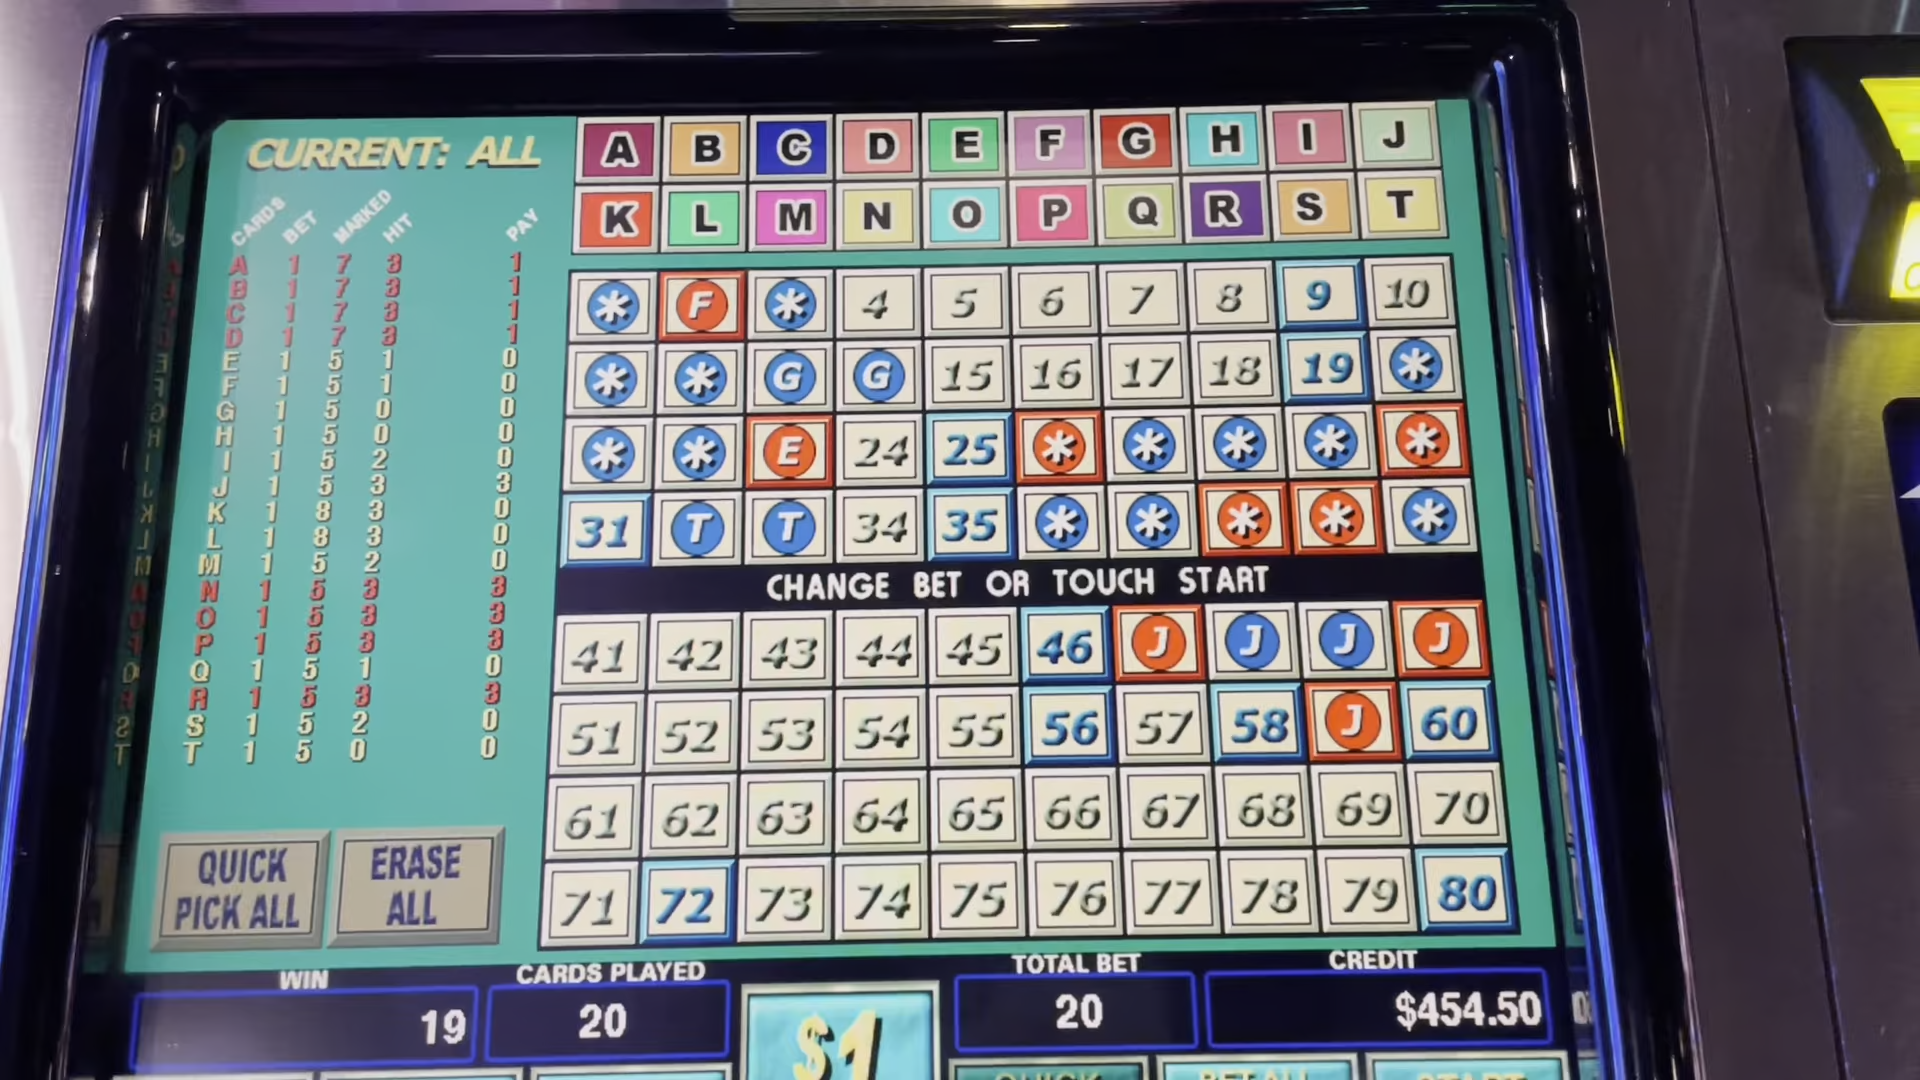 CURRENT: ALL
CARDS BET MARKED HIT PAY
A 1 7 3 1
B 1 7 3 1
C 1 7 3 1
D 1 7 3 1
E 1 5 1 0
F 1 5 1 0
G 1 5 0 0
H 1 5 0 0
I 1 5 2 0
J 1 5 3 3
K 1 8 3 0
L 1 8 3 0
M 1 5 2 0
N 1 5 3 3
O 1 5 3 3
P 1 5 3 3
Q 1 5 1 0
R 1 5 3 3
S 1 5 2 0
T 1 5 0 0
QUICK
PICK ALL
ERASE
ALL
A B C D E F G H I J
K L M N O P Q R S T
* F * 4 5 6 7 8 9 10
* * G G 15 16 17 18 19 *
* * E 24 25 * * * * *
31 T T 34 35 * * * * *
CHANGE BET OR TOUCH START
41 42 43 44 45 46 J J J J
51 52 53 54 55 56 57 58 J 60
61 62 63 64 65 66 67 68 69 70
71 72 73 74 75 76 77 78 79 80
WIN CARDS PLAYED TOTAL BET CREDIT
19 20 $1 20 $454.50